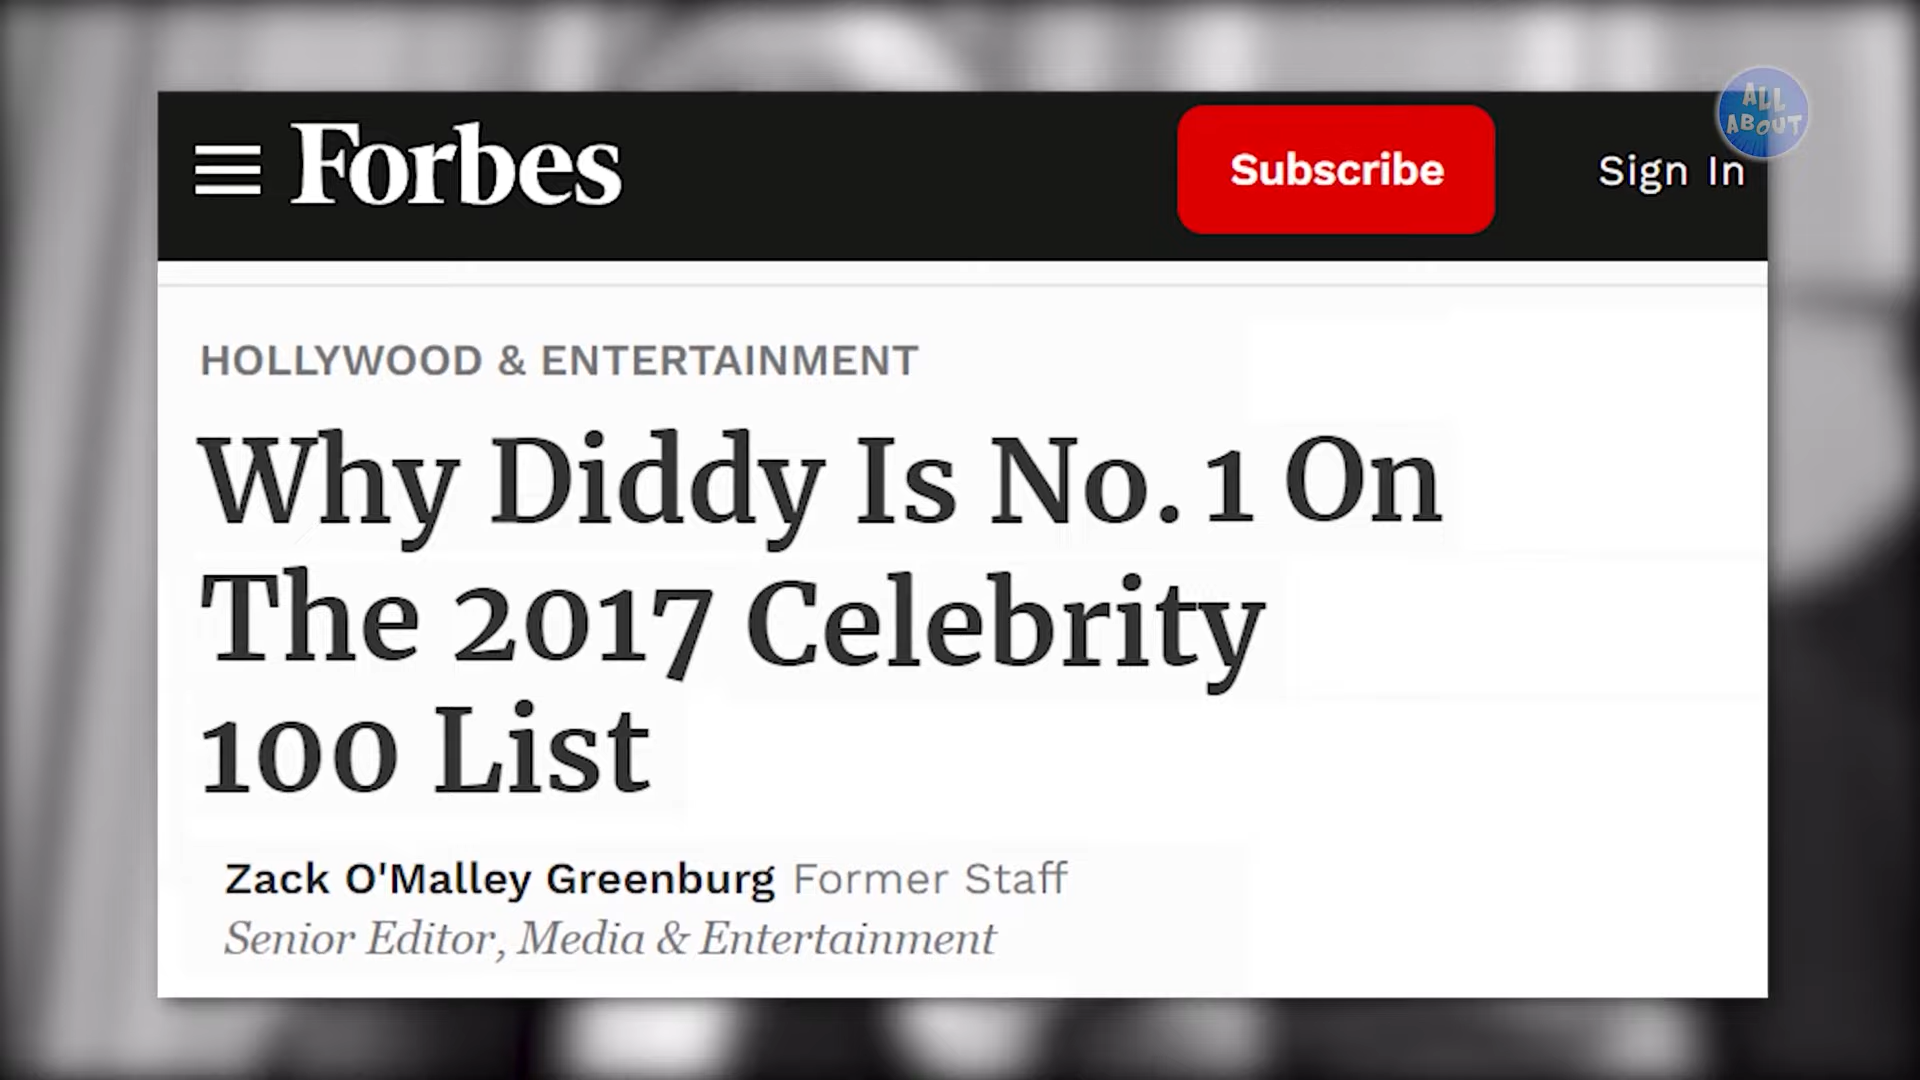 Forbes
Subscribe
Sign In
ALL
ABOUT
HOLLYWOOD & ENTERTAINMENT
Why Diddy Is No. 1 On
The 2017 Celebrity
100 List
Zack O'Malley Greenburg Former Staff
Senior Editor, Media & Entertainment